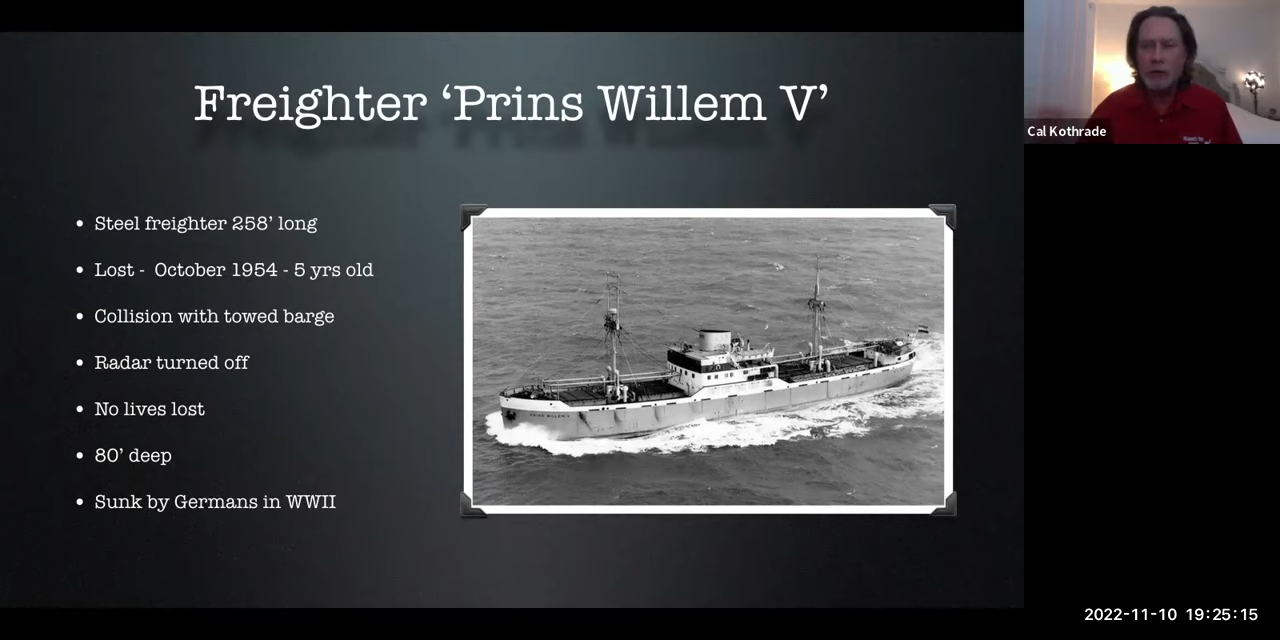 Freighter ‘Prins Willem V’
• Steel freighter 258’ long
• Lost -  October 1954 - 5 yrs old
• Collision with towed barge
• Radar turned off
• No lives lost
• 80’ deep
• Sunk by Germans in WWII
PRINS WILLEM V
Cal Kothrade
2022-11-10 19:25:15